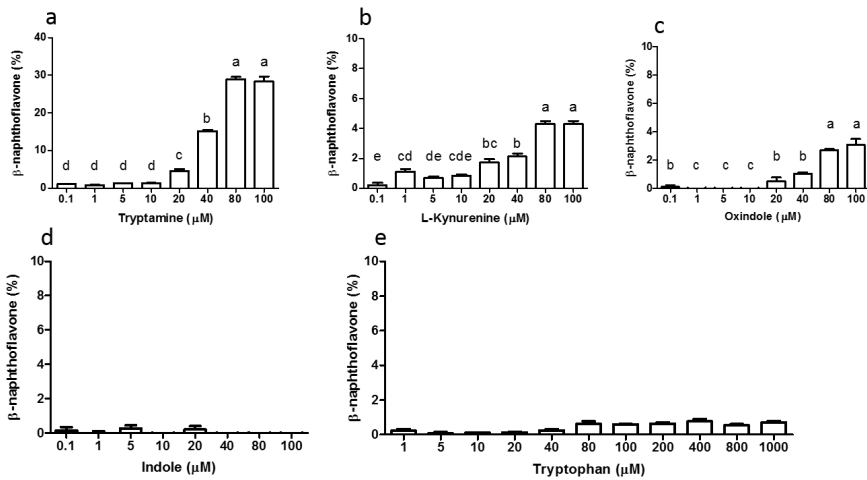 a
β-naphthoflavone (%)
40
30
20
10
0
d d d d c b a a
0.1 1 5 10 20 40 80 100
Tryptamine (μM)
b
β-naphthoflavone (%)
10
8
6
4
2
0
e cd de cde bc b a a
0.1 1 5 10 20 40 80 100
L-Kynurenine (μM)
c
β-naphthoflavone (%)
10
8
6
4
2
0
b c c c b b a a
0.1 1 5 10 20 40 80 100
Oxindole (μM)
d
β-naphthoflavone (%)
10
8
6
4
2
0
0.1 1 5 10 20 40 80 100
Indole (μM)
e
β-naphthoflavone (%)
10
8
6
4
2
0
1 5 10 20 40 80 100 200 400 800 1000
Tryptophan (μM)